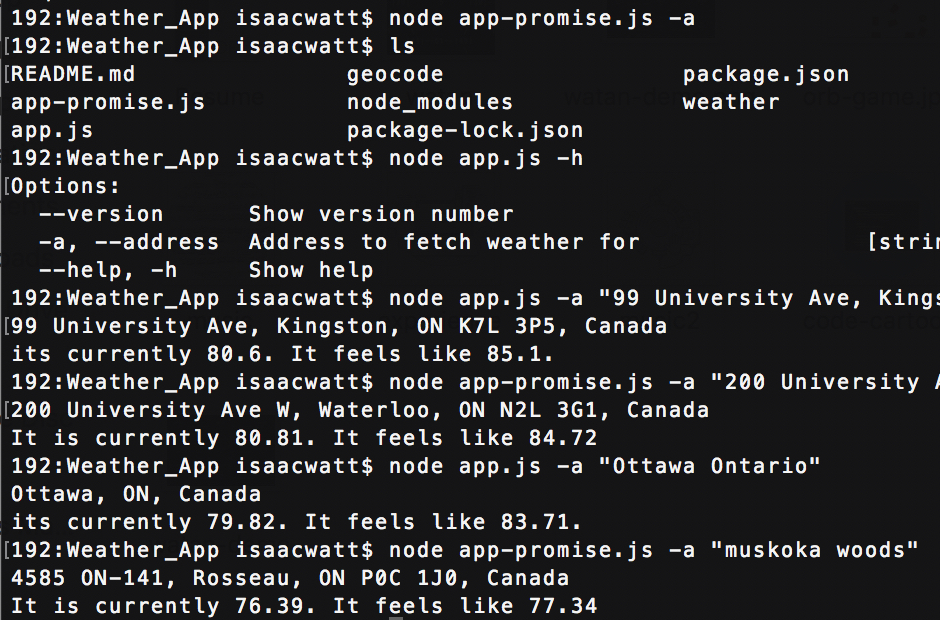 192:Weather_App isaacwatt$ node app-promise.js -a
[192:Weather_App isaacwatt$ ls
[README.md geocode package.json
app-promise.js node_modules weather
app.js package-lock.json
192:Weather_App isaacwatt$ node app.js -h
[Options:
--version Show version number
-a, --address Address to fetch weather for [strin
--help, -h Show help
192:Weather_App isaacwatt$ node app.js -a "99 University Ave, Kings
[99 University Ave, Kingston, ON K7L 3P5, Canada
its currently 80.6. It feels like 85.1.
192:Weather_App isaacwatt$ node app-promise.js -a "200 University A
[200 University Ave W, Waterloo, ON N2L 3G1, Canada
It is currently 80.81. It feels like 84.72
192:Weather_App isaacwatt$ node app.js -a "Ottawa Ontario"
Ottawa, ON, Canada
its currently 79.82. It feels like 83.71.
[192:Weather_App isaacwatt$ node app-promise.js -a "muskoka woods"
4585 ON-141, Rosseau, ON P0C 1J0, Canada
It is currently 76.39. It feels like 77.34